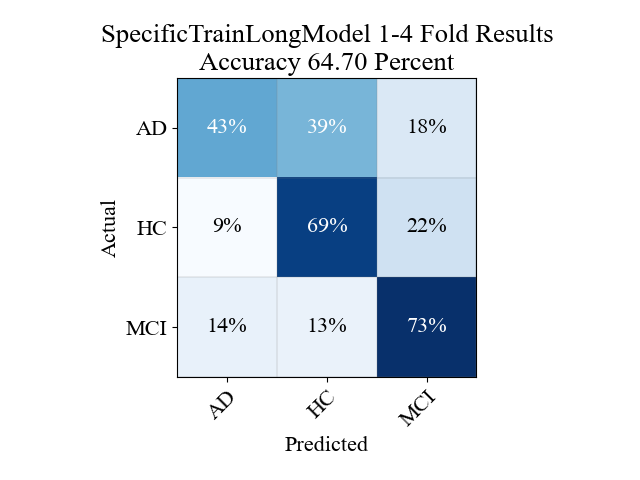 SpecificTrainLongModel 1-4 Fold Results
Accuracy 64.70 Percent
AD 43% 39% 18%
Actual
HC 9% 69% 22%
MCI 14% 13% 73%
AD HC MCI
Predicted